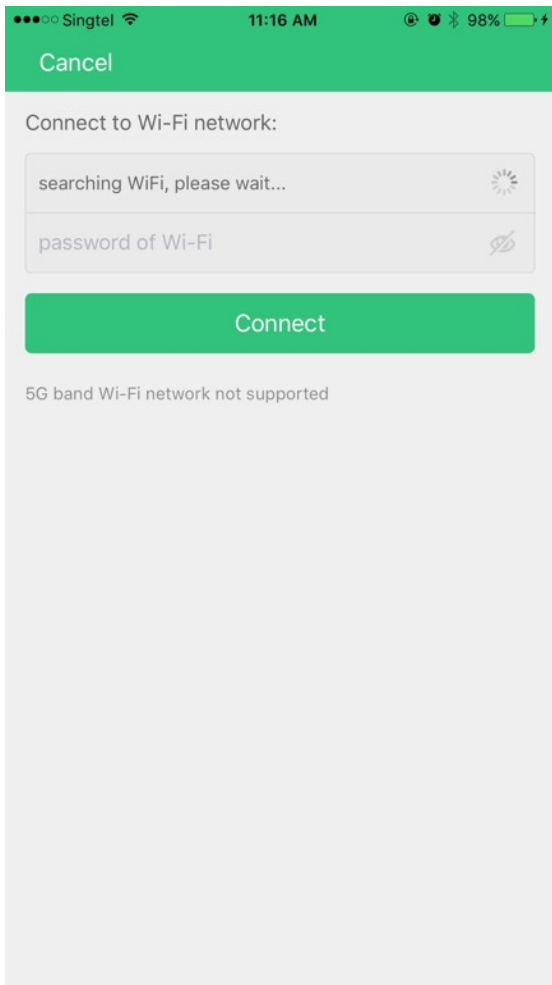 Singtel 11:16 AM 98%
Cancel
Connect to Wi-Fi network:
searching WiFi, please wait...
password of Wi-Fi
Connect
5G band Wi-Fi network not supported